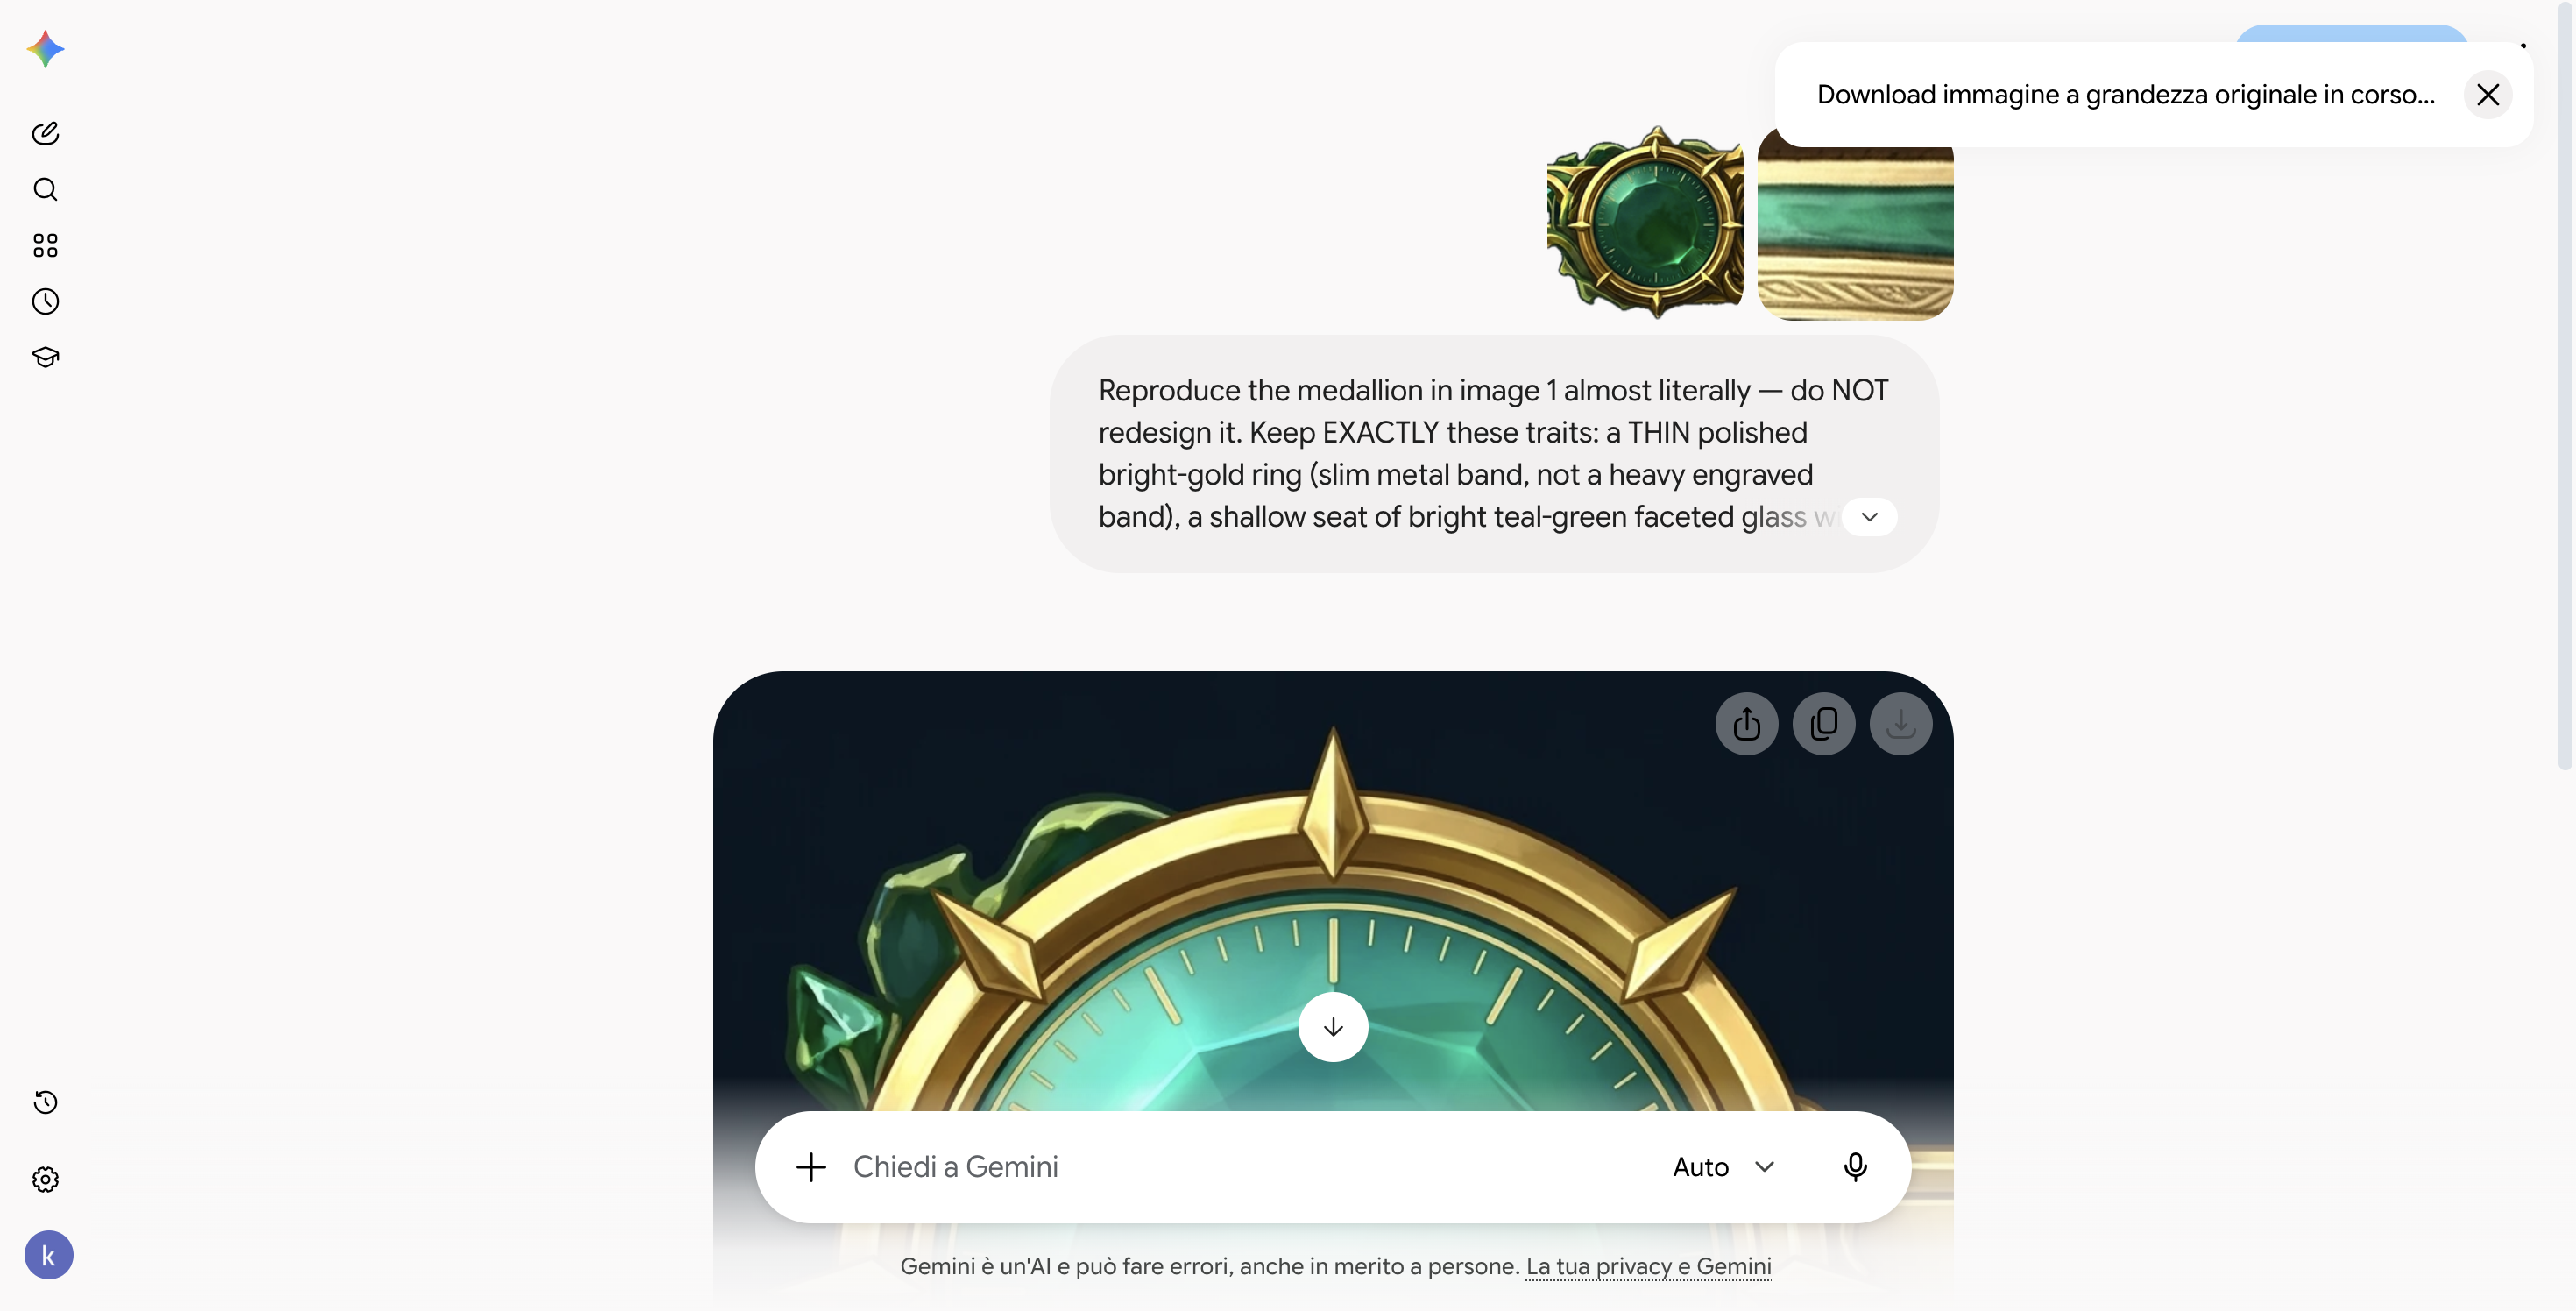 Download immagine a grandezza originale in corso...
Reproduce the medallion in image 1 almost literally — do NOT
redesign it. Keep EXACTLY these traits: a THIN polished
bright-gold ring (slim metal band, not a heavy engraved
band), a shallow seat of bright teal-green faceted glass w
Chiedi a Gemini
Auto
k
Gemini è un'AI e può fare errori, anche in merito a persone. La tua privacy e Gemini